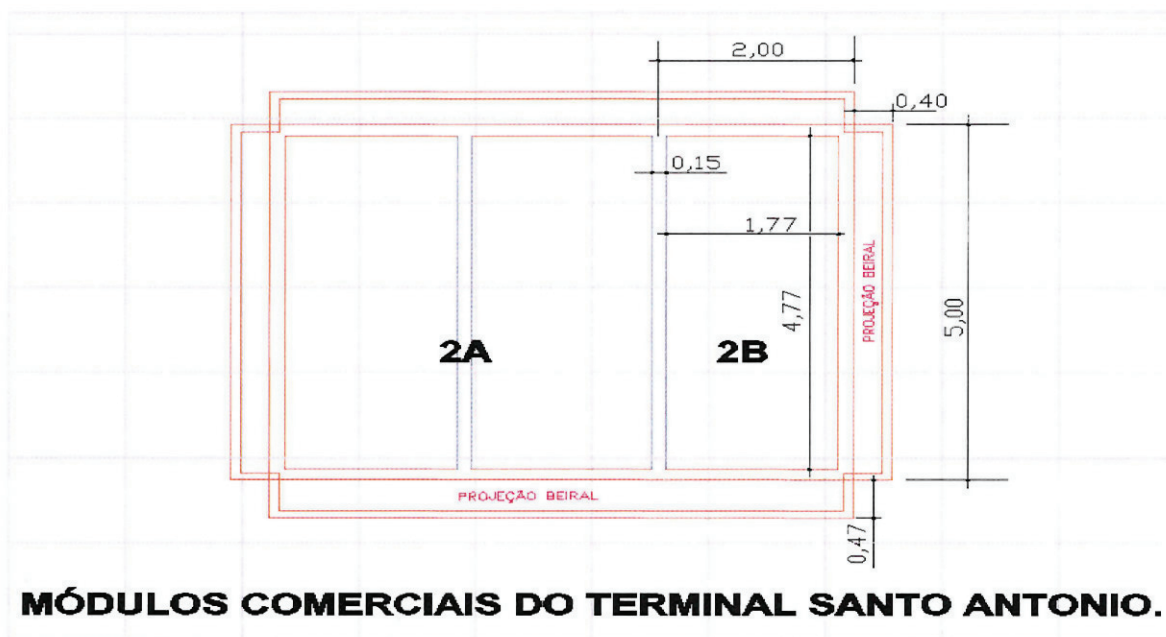 2,00
0,40
0,15
1,77
PROJEÇÃO BEIRAL
4,77
5,00
2A
2B
PROJEÇÃO BEIRAL
0,47
MÓDULOS COMERCIAIS DO TERMINAL SANTO ANTONIO.